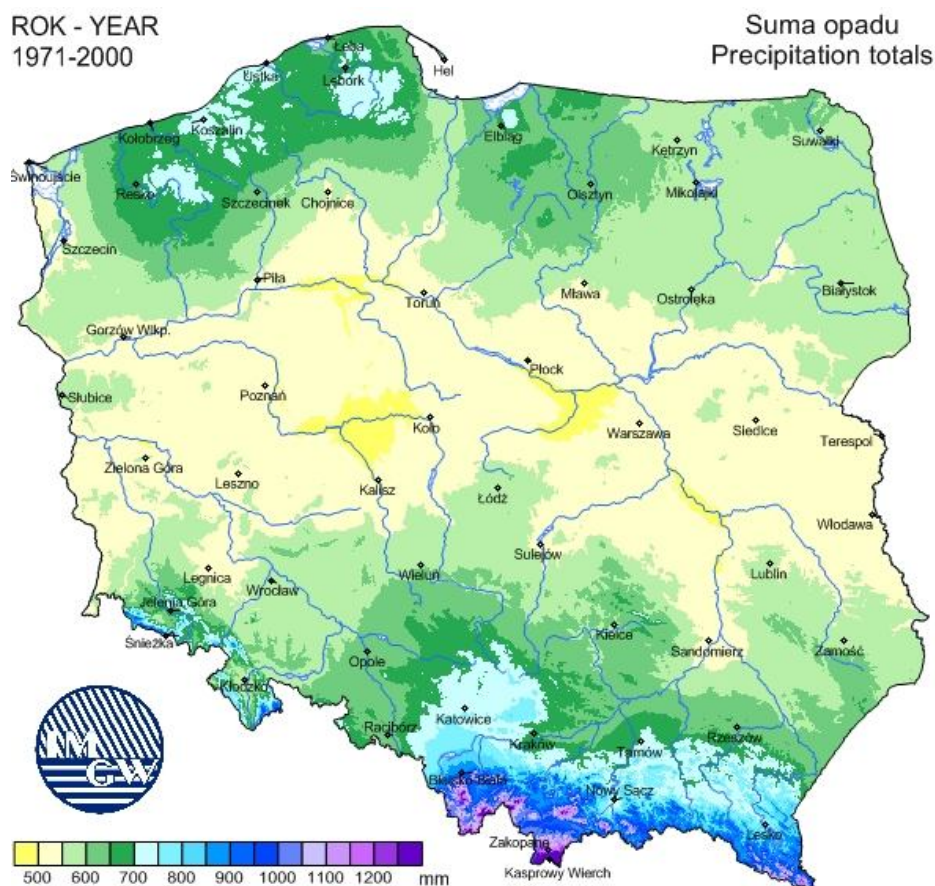 ROK - YEAR
1971-2000
Suma opadu
Precipitation totals
Łeba
Hel
Ustka
Lębork
Koszalin
Kołobrzeg
Elbląg
Kętrzyn
Suwałki
Świnoujście
Resko
Szczecinek
Chojnice
Olsztyn
Mikołajki
Szczecin
Piła
Toruń
Mława
Ostrołęka
Białystok
Gorzów Wlkp.
Płock
Słubice
Poznań
Koło
Warszawa
Siedlce
Terespol
Zielona Góra
Leszno
Kalisz
Łódź
Włodawa
Sulejów
Legnica
Wrocław
Wieluń
Lublin
Jelenia Góra
Śnieżka
Kielce
Sandomierz
Zamość
Opole
Kłodzko
Katowice
Racibórz
Kraków
Tarnów
Rzeszów
IM
GW
Bielsko-Biała
Nowy Sącz
Lesko
Zakopane
Kasprowy Wierch
400 600 800 1000 1200
500 700 900 1100 mm